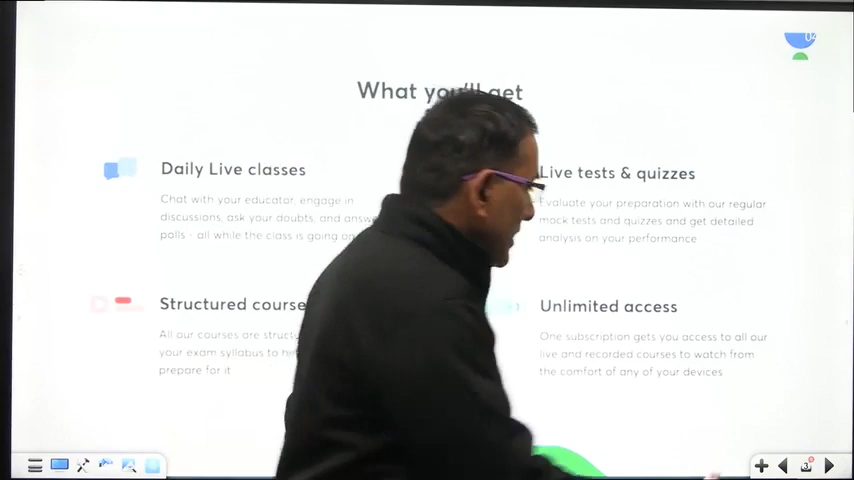 04
What you'll get
Daily Live classes
Chat with your educator, engage in
discussions, ask your doubts, and
polls - all while the class is going on
Live tests & quizzes
Evaluate your preparation with our regular
mock tests and quizzes and get detailed
analysis on your performance
Structured course
All our courses are
your exam syllabus to
prepare for it
Unlimited access
One subscription gets you access to all our
live and recorded courses to watch from
the comfort of any of your devices
3